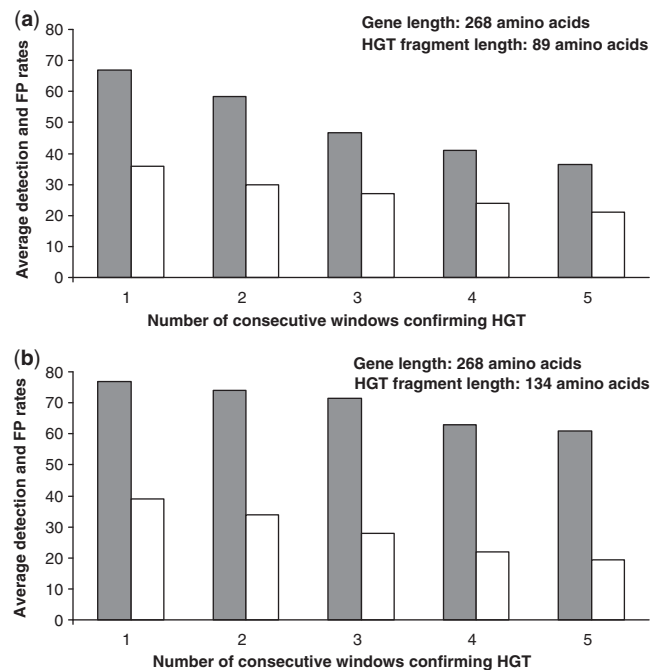 (a)
Gene length: 268 amino acids
HGT fragment length: 89 amino acids
Average detection and FP rates
80
70
60
50
40
30
20
10
0
1 2 3 4 5
Number of consecutive windows confirming HGT
(b)
Gene length: 268 amino acids
HGT fragment length: 134 amino acids
Average detection and FP rates
80
70
60
50
40
30
20
10
0
1 2 3 4 5
Number of consecutive windows confirming HGT